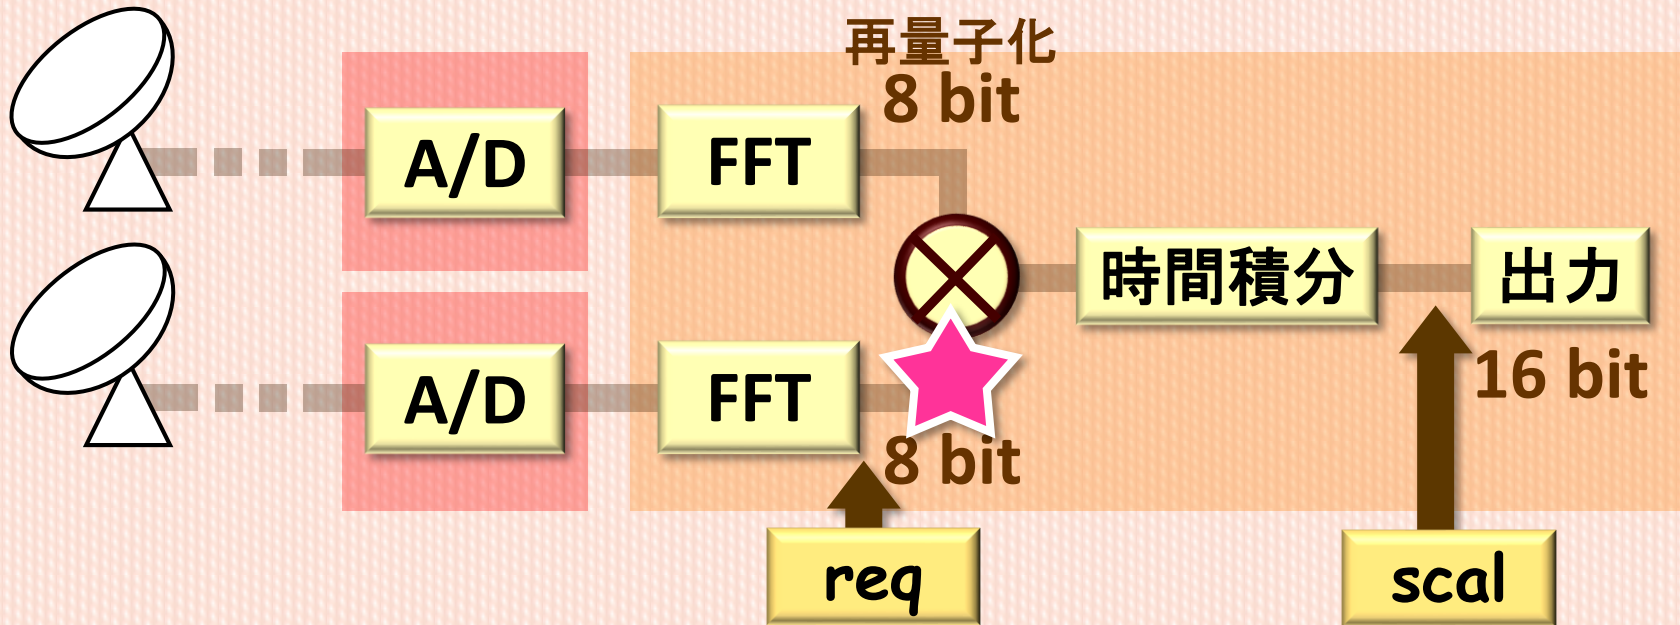 再量子化
8 bit
A/D
FFT
時間積分
出力
A/D
FFT
16 bit
8 bit
req
scal